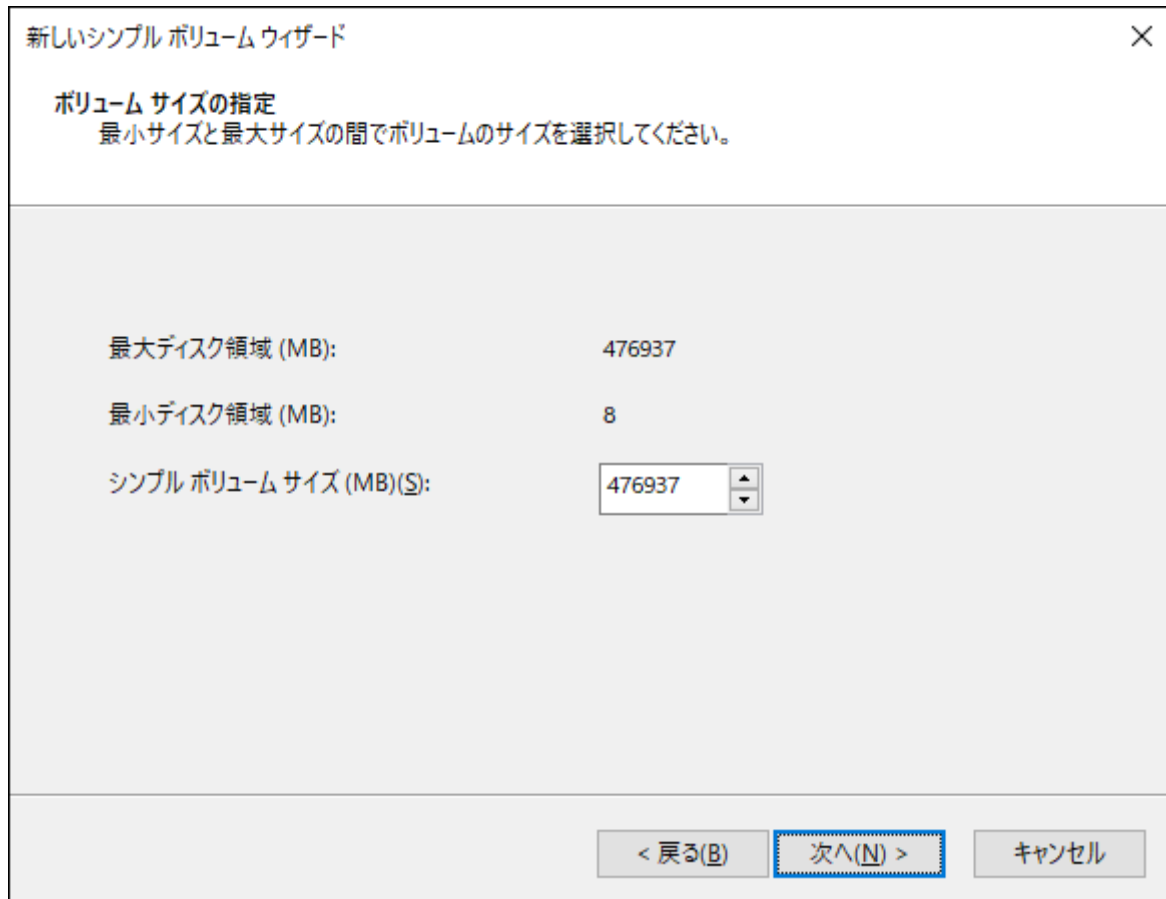 新しいシンプル ボリューム ウィザード
ボリューム サイズの指定
最小サイズと最大サイズの間でボリュームのサイズを選択してください。
最大ディスク領域 (MB): 476937
最小ディスク領域 (MB): 8
シンプル ボリューム サイズ (MB)(S): 476937
< 戻る(B) 次へ(N) > キャンセル